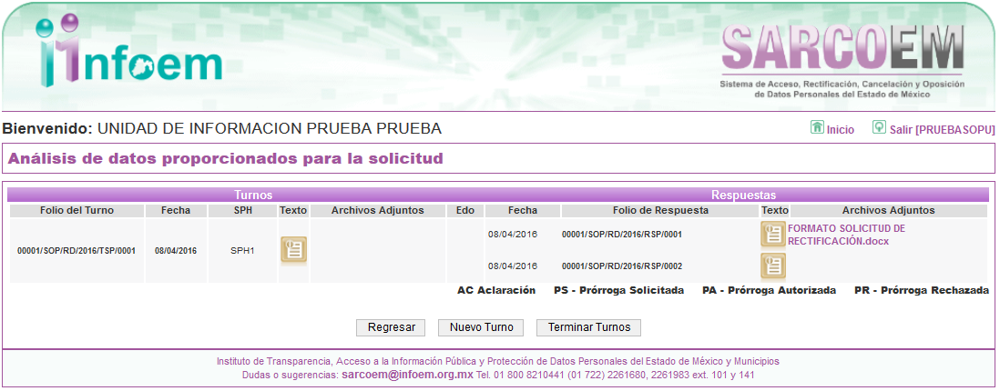 infoem
SARCOEM
Sistema de Acceso, Rectificación, Cancelación y Oposición
de Datos Personales del Estado de México
Bienvenido: UNIDAD DE INFORMACION PRUEBA PRUEBA
Inicio
Salir [PRUEBASOPU]
Análisis de datos proporcionados para la solicitud
Turnos
Respuestas
Folio del Turno Fecha SPH Texto Archivos Adjuntos Edo Fecha Folio de Respuesta Texto Archivos Adjuntos
00001/SOP/RD/2016/TSP/0001 08/04/2016 SPH1
08/04/2016 00001/SOP/RD/2016/RSP/0001 FORMATO SOLICITUD DE
RECTIFICACIÓN.docx
08/04/2016 00001/SOP/RD/2016/RSP/0002
AC Aclaración PS - Prórroga Solicitada PA - Prórroga Autorizada PR - Prórroga Rechazada
Regresar Nuevo Turno Terminar Turnos
Instituto de Transparencia, Acceso a la Información Pública y Protección de Datos Personales del Estado de México y Municipios
Dudas o sugerencias: sarcoem@infoem.org.mx Tel. 01 800 8210441 (01 722) 2261680, 2261983 ext. 101 y 141